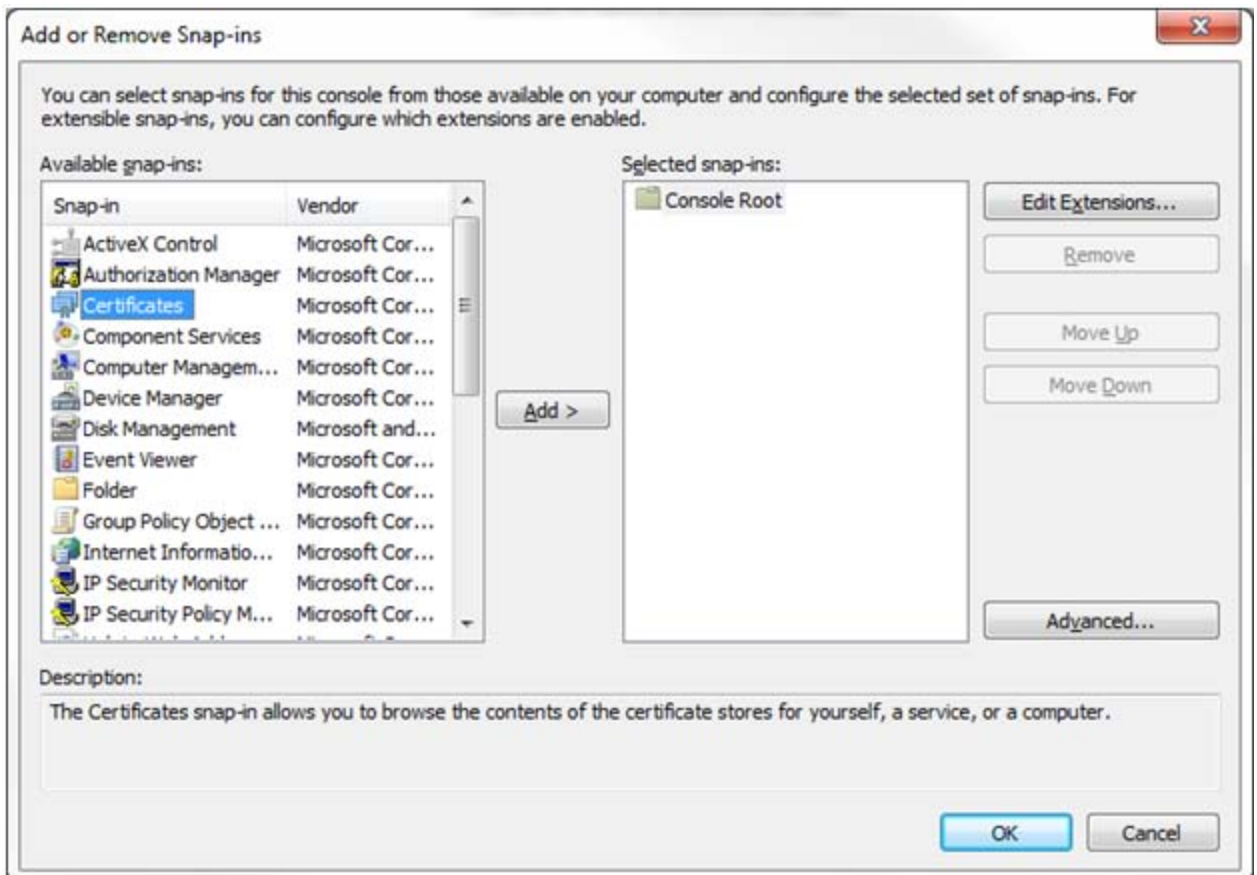 Add or Remove Snap-ins
You can select snap-ins for this console from those available on your computer and configure the selected set of snap-ins. For
extensible snap-ins, you can configure which extensions are enabled.
Available snap-ins:
Snap-in Vendor
ActiveX Control Microsoft Cor...
Authorization Manager Microsoft Cor...
Certificates Microsoft Cor...
Component Services Microsoft Cor...
Computer Managem... Microsoft Cor...
Device Manager Microsoft Cor...
Disk Management Microsoft and...
Event Viewer Microsoft Cor...
Folder Microsoft Cor...
Group Policy Object ... Microsoft Cor...
Internet Informatio... Microsoft Cor...
IP Security Monitor Microsoft Cor...
IP Security Policy M... Microsoft Cor...
Add >
Selected snap-ins:
Console Root
Edit Extensions...
Remove
Move Up
Move Down
Advanced...
Description:
The Certificates snap-in allows you to browse the contents of the certificate stores for yourself, a service, or a computer.
OK Cancel